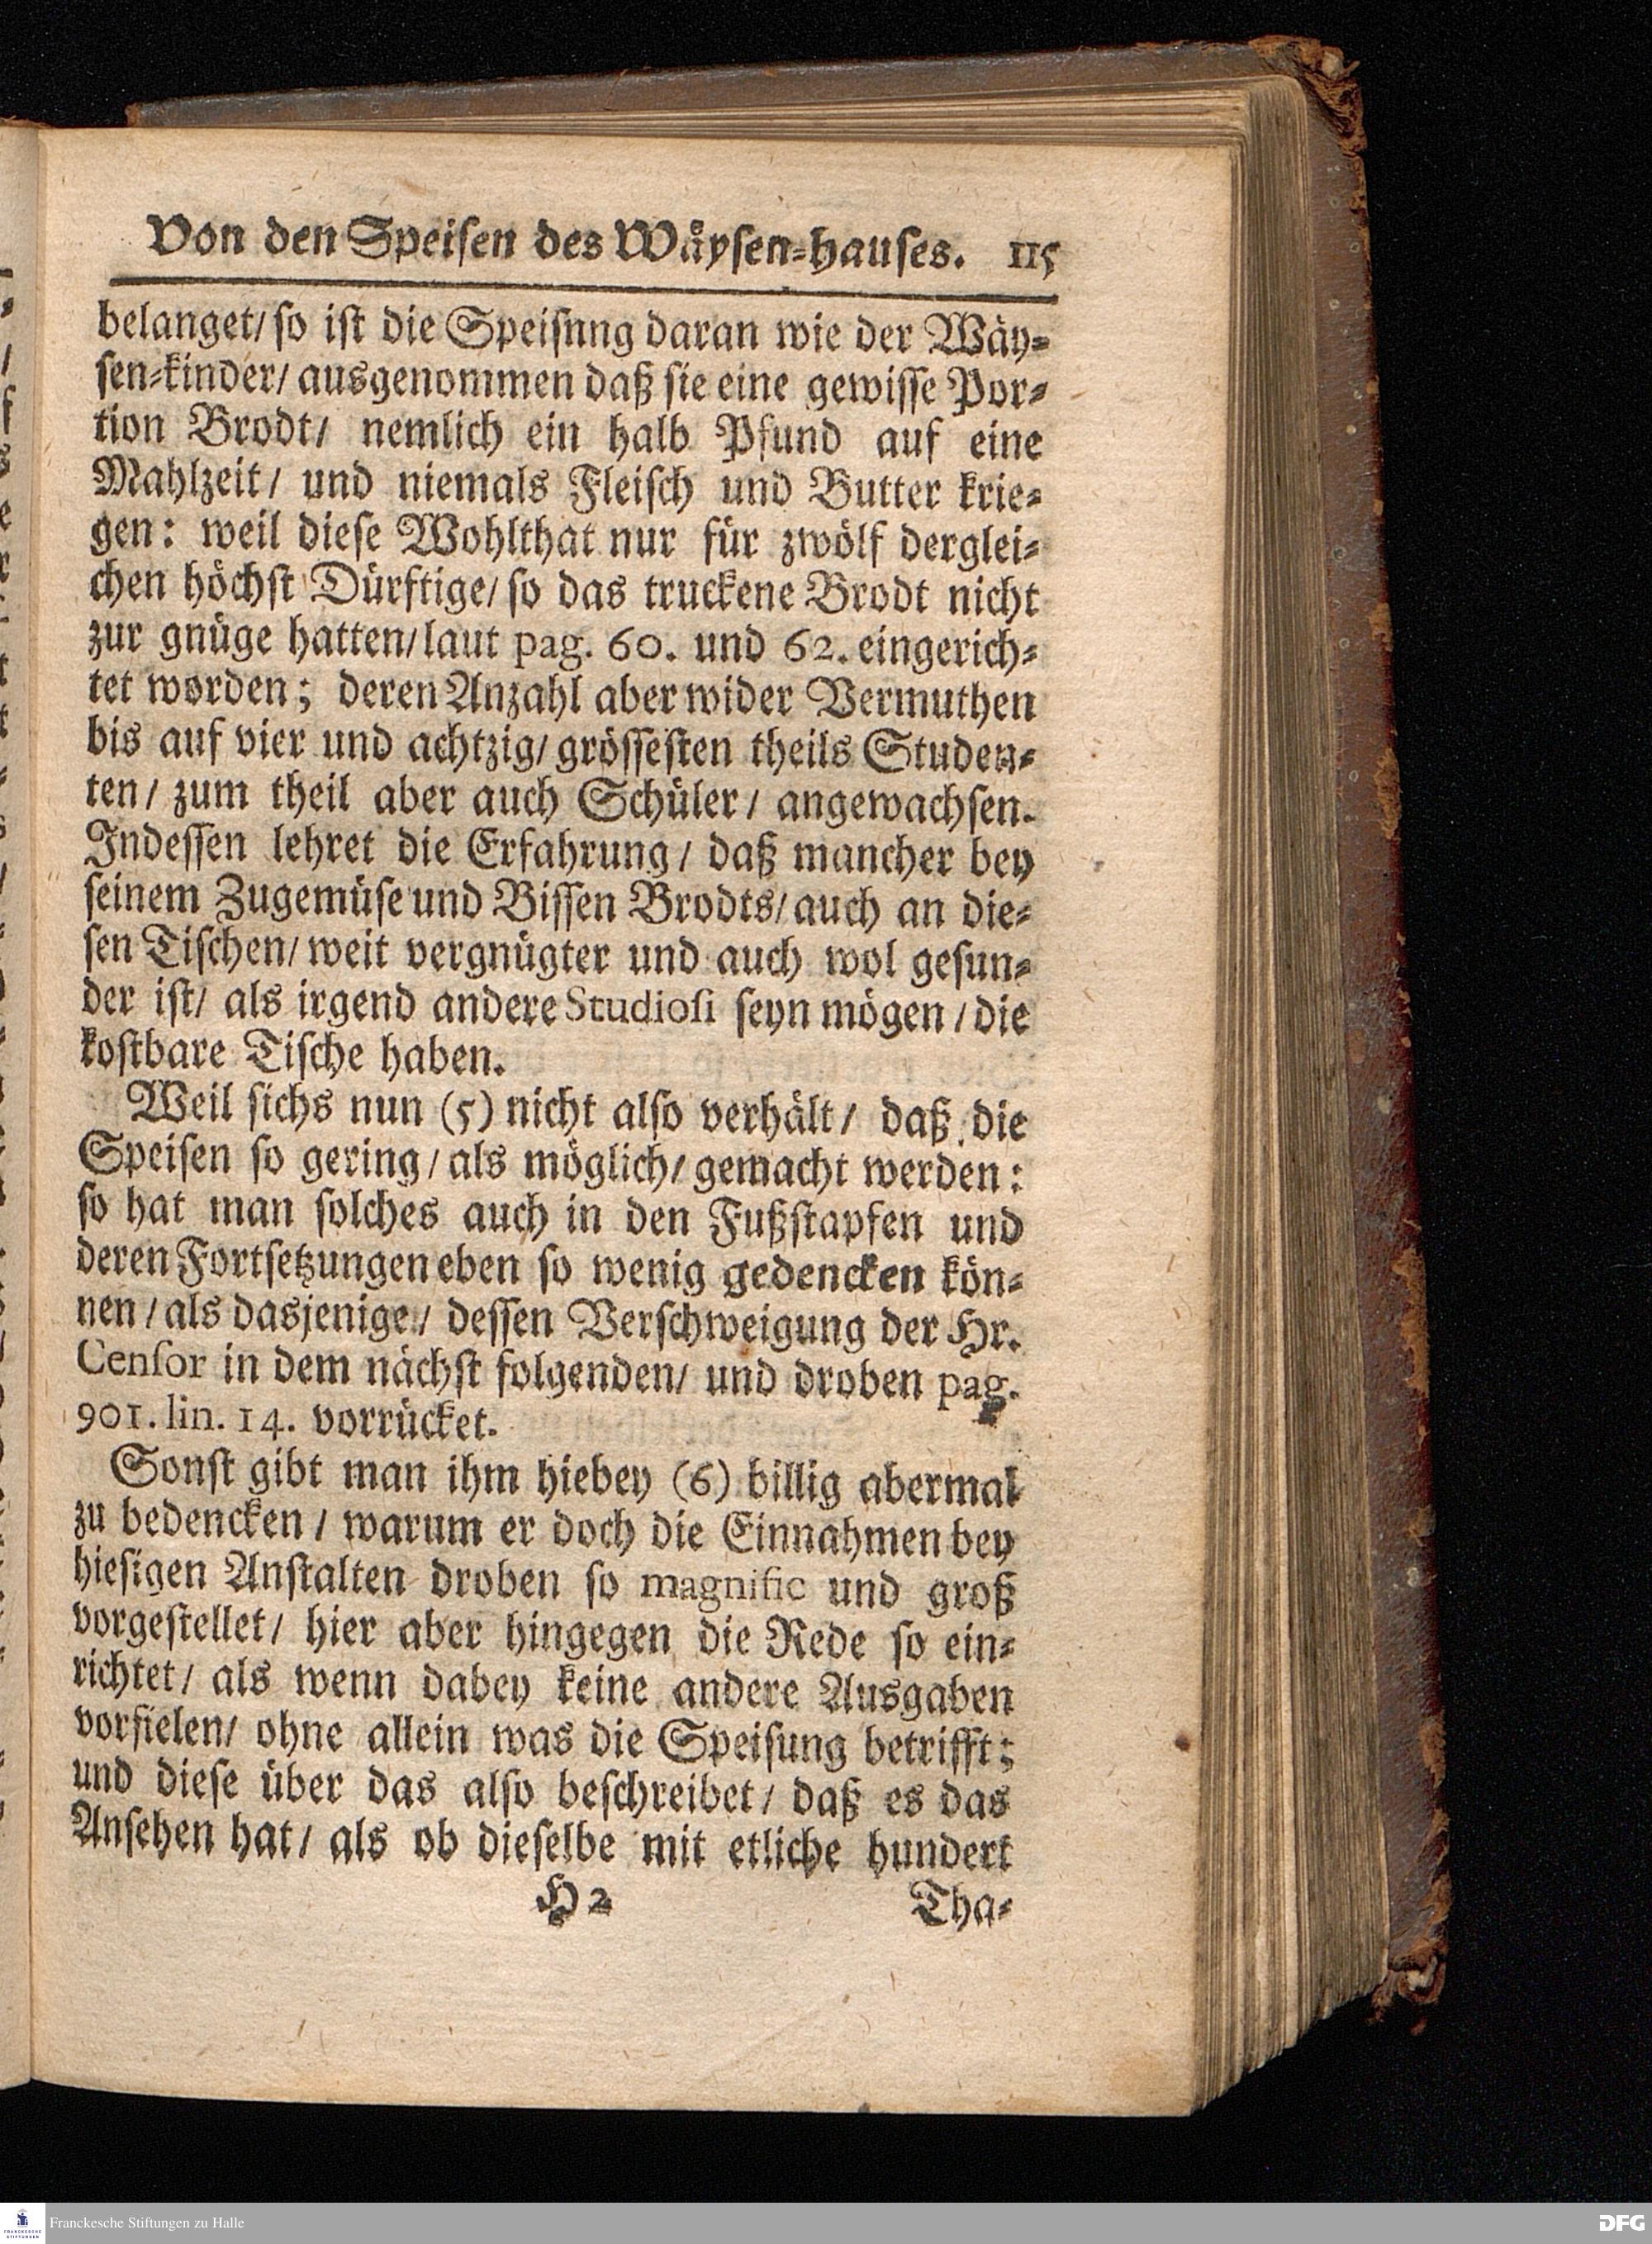 Von den Speiſen des Wäyſen-hauſes. 115
belanget/ ſo iſt die Speiſnng daran wie der Wäy-
ſen-kinder/ ausgenommen daß ſie eine gewiſſe Por-
tion Brodt/ nemlich ein halb Pfund auf eine
Mahlzeit/ und niemals Fleiſch und Butter krie-
gen: weil dieſe Wohlthat nur für zwölf derglei-
chen höchſt Dürftige/ ſo das truckene Brodt nicht
zur gnüge hatten/ laut pag. 60. und 62. eingerich-
tet worden; deren Anzahl aber wider Vermuthen
bis auf vier und achtzig/ gröſſeſten theils Studen-
ten/ zum theil aber auch Schüler/ angewachſen.
Indeſſen lehret die Erfahrung/ daß mancher bey
ſeinem Zugemüſe und Biſſen Brodts/ auch an die-
ſen Tiſchen/ weit vergnügter und auch wol geſun-
der iſt/ als irgend andere Studioſi ſeyn mögen/ die
koſtbare Tiſche haben.
Weil ſichs nun (5) nicht alſo verhält/ daß die
Speiſen ſo gering/ als möglich/ gemacht werden:
ſo hat man ſolches auch in den Fußſtapfen und
deren Fortſetzungen eben ſo wenig gedencken kön-
nen/ als dasjenige/ deſſen Verſchweigung der Hr.
Cenſor in dem nächſt folgenden/ und droben pag.
901. lin. 14. vorrücket.
Sonſt gibt man ihm hiebey (6) billig abermal
zu bedencken/ warum er doch die Einnahmen bey
hieſigen Anſtalten droben ſo magnific und groß
vorgeſtellet/ hier aber hingegen die Rede ſo ein-
richtet/ als wenn dabey keine andere Ausgaben
vorfielen/ ohne allein was die Speiſung betrifft;
und dieſe über das alſo beſchreibet/ daß es das
Anſehen hat/ als ob dieſelbe mit etliche hundert
H 2 Tha-
FRANCKESCHE STIFTUNGEN
Franckesche Stiftungen zu Halle
DFG